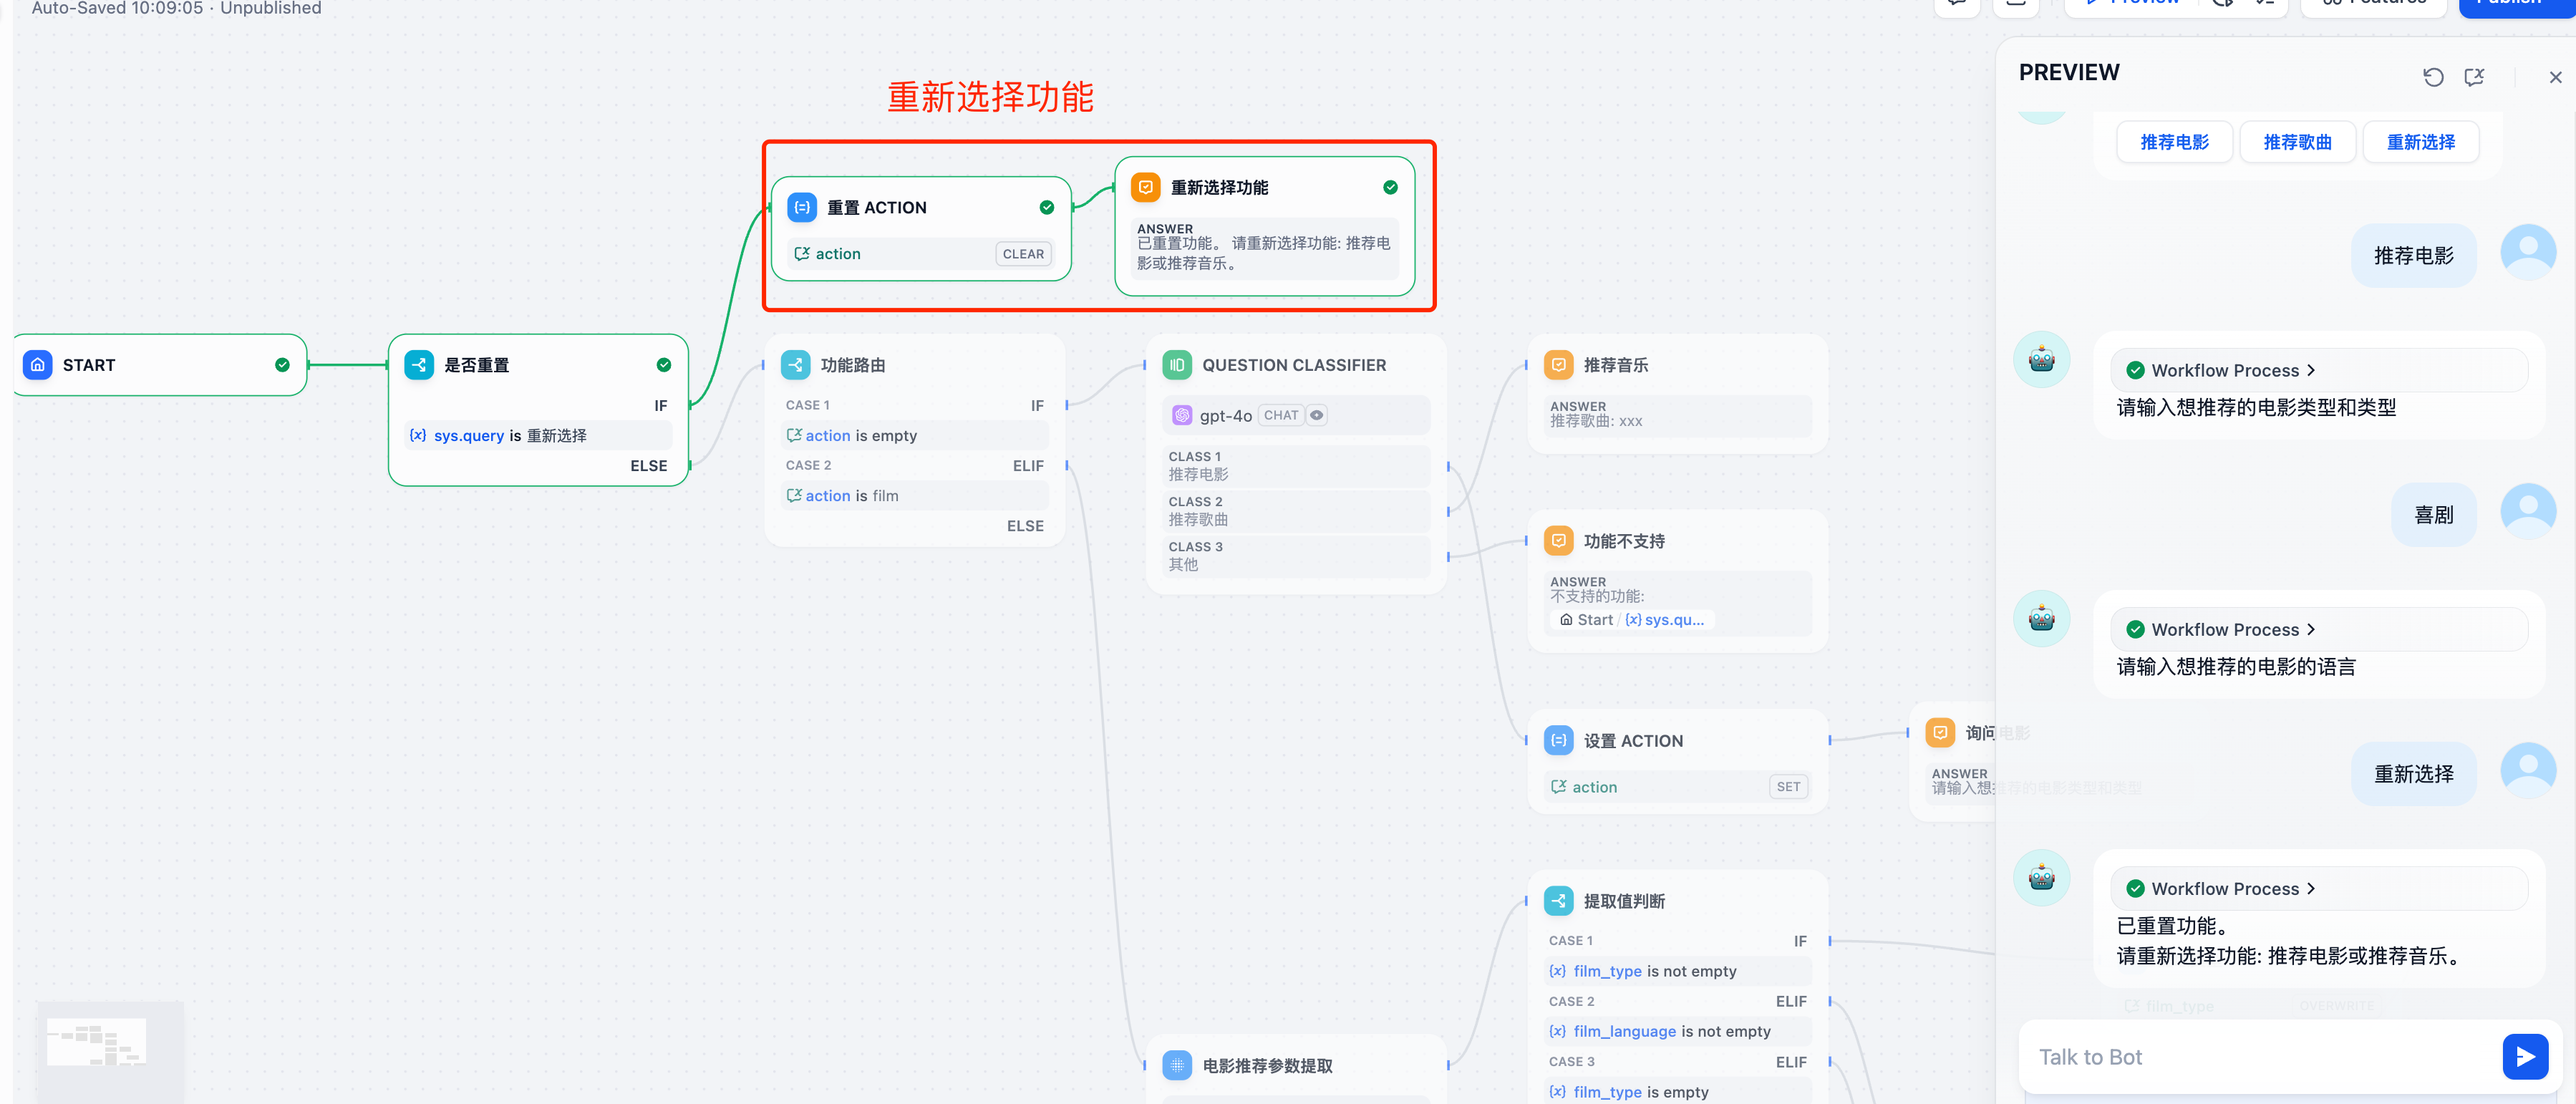 Auto-Saved 10:09:05 · Unpublished
Preview
Features
Publish
重新选择功能
重置 ACTION
action
CLEAR
重新选择功能
ANSWER
已重置功能。 请重新选择功能: 推荐电
影或推荐音乐。
START
是否重置
IF
{x} sys.query is 重新选择
ELSE
功能路由
CASE 1
IF
action is empty
CASE 2
ELIF
action is film
ELSE
QUESTION CLASSIFIER
gpt-4o
CHAT
CLASS 1
推荐电影
CLASS 2
推荐歌曲
CLASS 3
其他
推荐音乐
ANSWER
推荐歌曲: xxx
功能不支持
ANSWER
不支持的功能:
Start / {x} sys.qu...
设置 ACTION
action
SET
询问电影
ANSWER
请输入想推荐的电影类型和类型
电影推荐参数提取
提取值判断
CASE 1
IF
{x} film_type is not empty
CASE 2
ELIF
{x} film_language is not empty
CASE 3
ELIF
{x} film_type is empty
PREVIEW
推荐电影
推荐歌曲
重新选择
推荐电影
Workflow Process
请输入想推荐的电影类型和类型
喜剧
Workflow Process
请输入想推荐的电影的语言
重新选择
Workflow Process
已重置功能。
请重新选择功能: 推荐电影或推荐音乐。
film_type
OVERWRITE
Talk to Bot